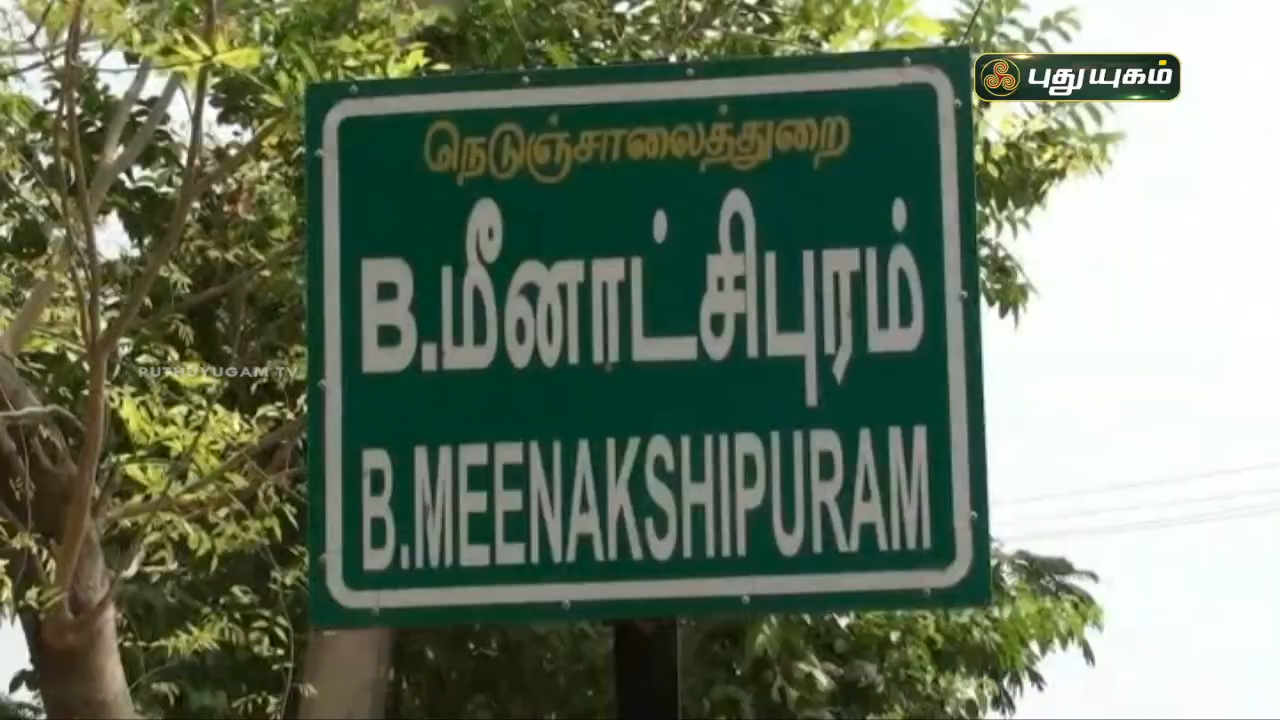 புதுயுகம்
நெடுஞ்சாலைத்துறை
B.மீனாட்சிபுரம்
PUTHUYUGAM TV
B.MEENAKSHIPURAM